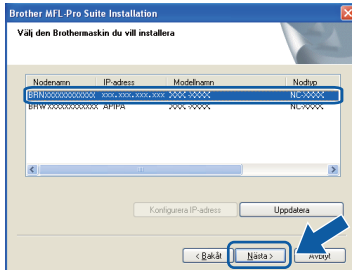 Brother MFL-Pro Suite Installation
Välj den Brothermaskin du vill installera
Nodenamn IP-adress Modellnamn Nodtyp
BRNXXXXXXXXXXXX xxx.xxx.xxx.xxx XXX-XXXX NC-XXXX
BRWXXXXXXXXXXXX APIPA XXX-XXXX NC-XXXX
Konfigurera IP-adress Uppdatera
< Bakåt Nästa > Avbryt